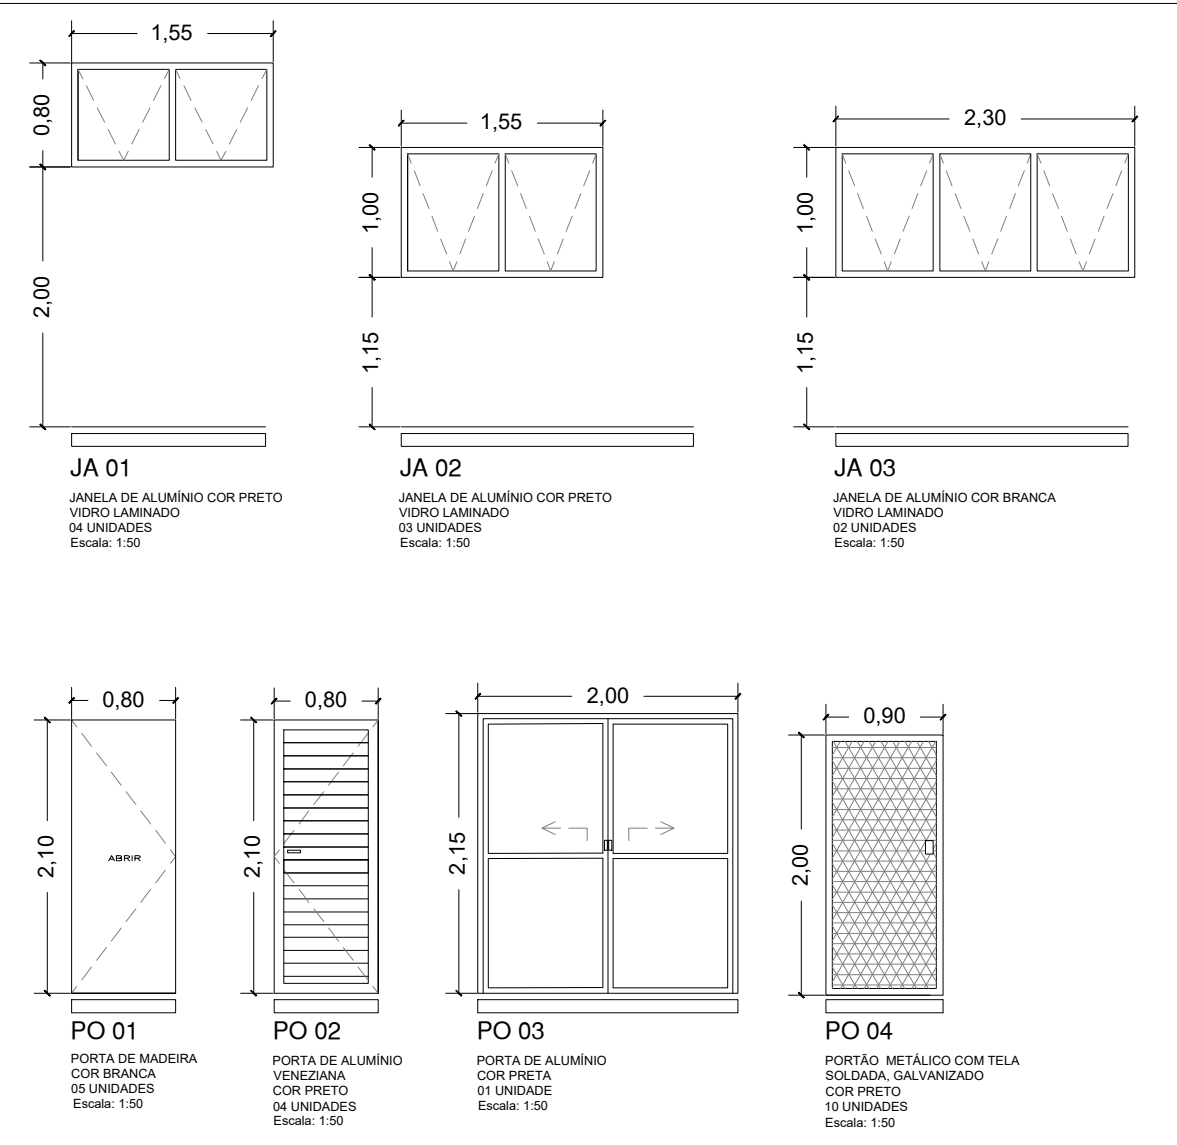 1,55
0,80
2,00
JA 01
JANELA DE ALUMÍNIO COR PRETO
VIDRO LAMINADO
04 UNIDADES
Escala: 1:50
1,55
1,00
1,15
JA 02
JANELA DE ALUMÍNIO COR PRETO
VIDRO LAMINADO
03 UNIDADES
Escala: 1:50
2,30
1,00
1,15
JA 03
JANELA DE ALUMÍNIO COR BRANCA
VIDRO LAMINADO
02 UNIDADES
Escala: 1:50
0,80
2,10
ABRIR
PO 01
PORTA DE MADEIRA
COR BRANCA
05 UNIDADES
Escala: 1:50
0,80
2,10
PO 02
PORTA DE ALUMÍNIO
VENEZIANA
COR PRETO
04 UNIDADES
Escala: 1:50
2,00
2,15
PO 03
PORTA DE ALUMÍNIO
COR PRETA
01 UNIDADE
Escala: 1:50
0,90
2,00
PO 04
PORTÃO METÁLICO COM TELA
SOLDADA, GALVANIZADO
COR PRETO
10 UNIDADES
Escala: 1:50